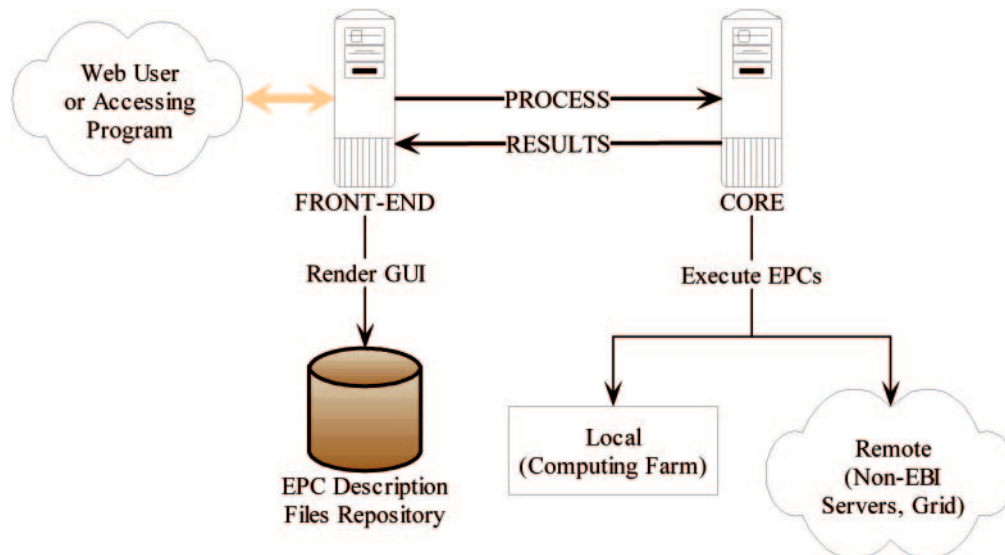 Web User
or Accessing
Program
PROCESS
RESULTS
FRONT-END
CORE
Render GUI
Execute EPCs
EPC Description
Files Repository
Local
(Computing Farm)
Remote
(Non-EBI
Servers, Grid)